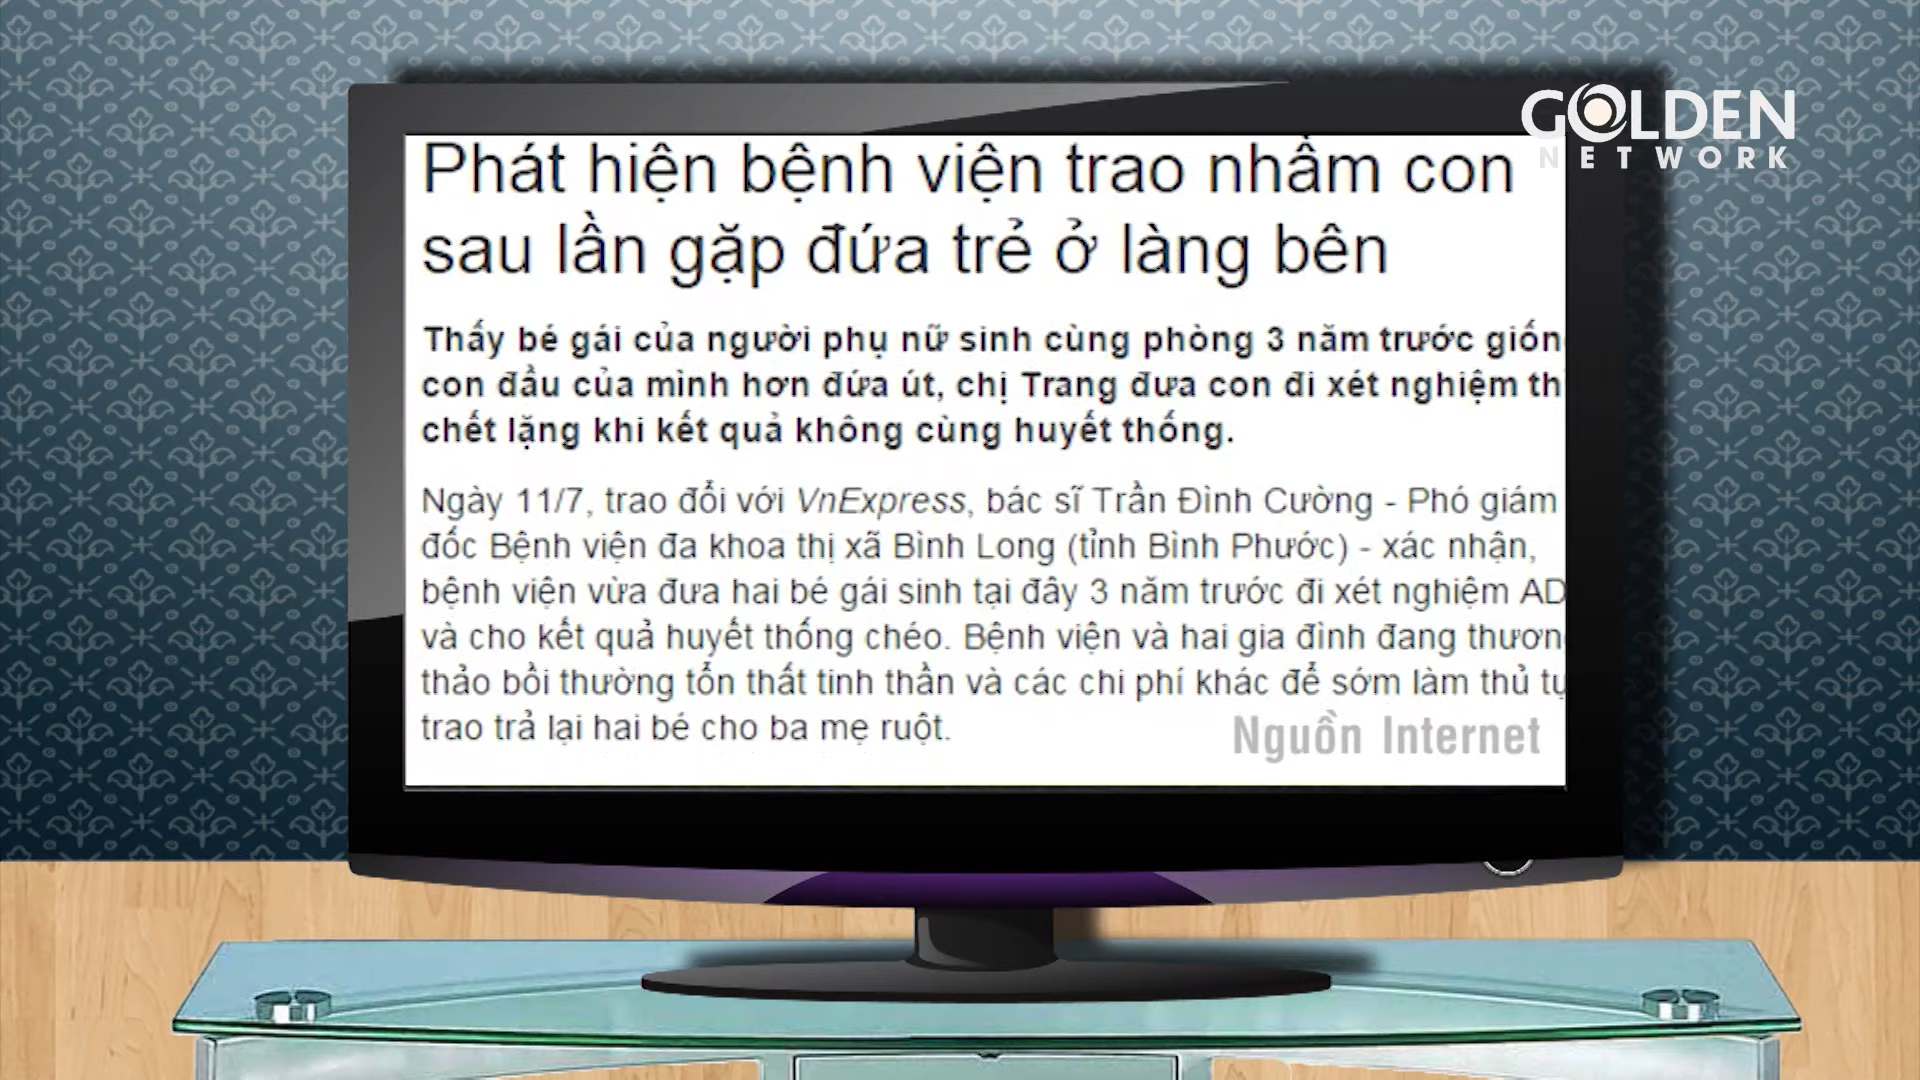 GOLDEN
NETWORK
Phát hiện bệnh viện trao nhầm con
sau lần gặp đứa trẻ ở làng bên
Thấy bé gái của người phụ nữ sinh cùng phòng 3 năm trước giốn
con đầu của mình hơn đứa út, chị Trang đưa con đi xét nghiệm th
chết lặng khi kết quả không cùng huyết thống.
Ngày 11/7, trao đổi với VnExpress, bác sĩ Trần Đình Cường - Phó giám
đốc Bệnh viện đa khoa thị xã Bình Long (tỉnh Bình Phước) - xác nhận,
bệnh viện vừa đưa hai bé gái sinh tại đây 3 năm trước đi xét nghiệm AD
và cho kết quả huyết thống chéo. Bệnh viện và hai gia đình đang thươn
thảo bồi thường tổn thất tinh thần và các chi phí khác để sớm làm thủ tụ
trao trả lại hai bé cho ba mẹ ruột.
Nguồn Internet